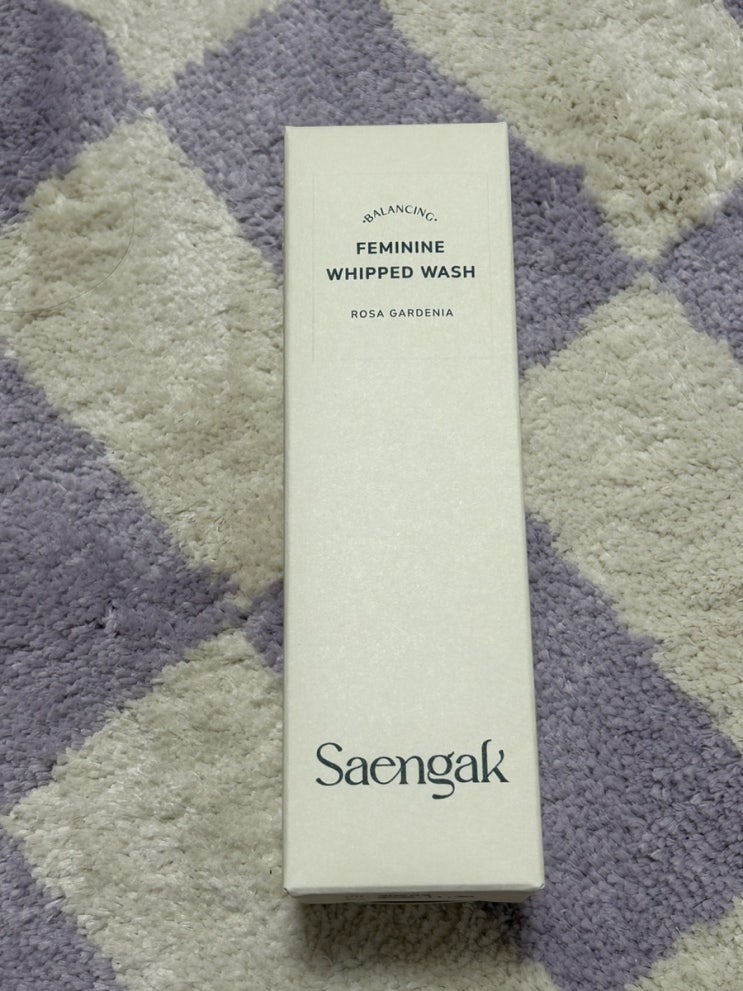 •BALANCING•
FEMININE
WHIPPED WASH
ROSA GARDENIA
Saengak